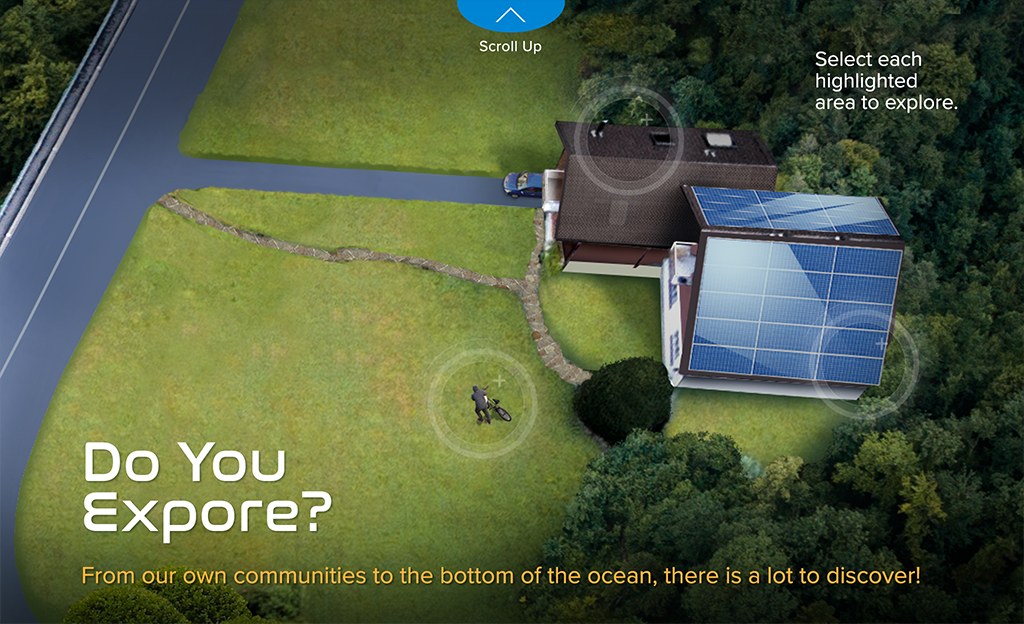 Scroll Up
Select each
highlighted
area to explore.
Do You
Expore?
From our own communities to the bottom of the ocean, there is a lot to discover!